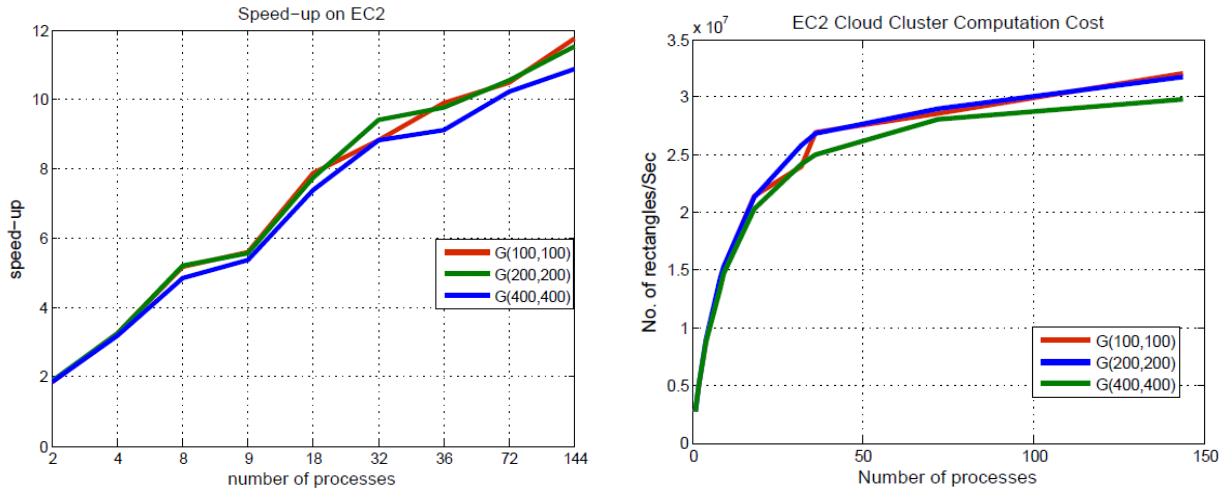 Speed-up on EC2
12
10
8
6
4
2
0
speed-up
2 4 8 9 18 32 36 72 144
number of processes
G(100,100)
G(200,200)
G(400,400)
EC2 Cloud Cluster Computation Cost
x 10^7
3.5
3
2.5
2
1.5
1
0.5
0
No. of rectangles/Sec
0 50 100 150
Number of processes
G(100,100)
G(200,200)
G(400,400)